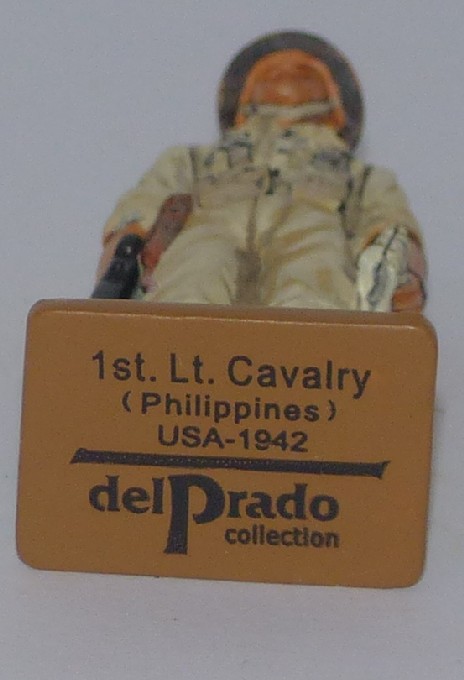 1st. Lt. Cavalry
(Philippines)
USA-1942
delPrado
collection